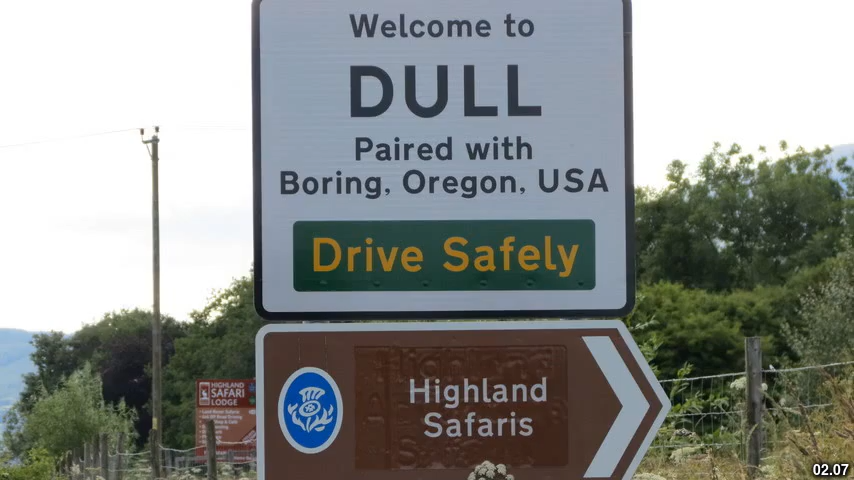 Welcome to
DULL
Paired with
Boring, Oregon, USA
Drive Safely
Highland
Safaris
HIGHLAND
SAFARI
LODGE
02.07